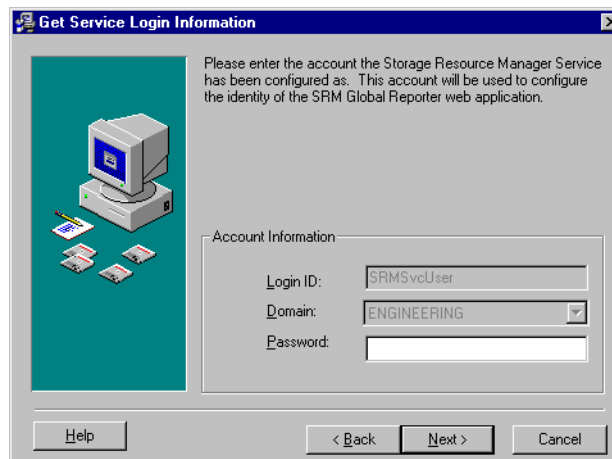 Get Service Login Information
Please enter the account the Storage Resource Manager Service
has been configured as. This account will be used to configure
the identity of the SRM Global Reporter web application.
Account Information
Login ID: SRMSvcUser
Domain: ENGINEERING
Password:
Help < Back Next > Cancel